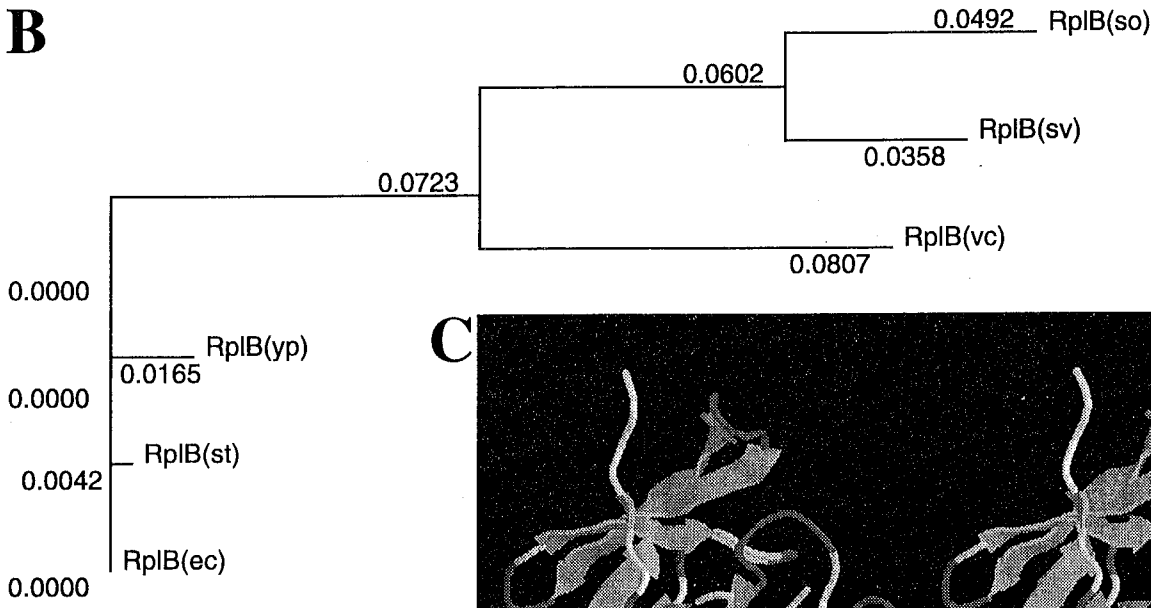 B
0.0492 RplB(so)
0.0602
RplB(sv)
0.0358
0.0723
RplB(vc)
0.0807
0.0000
C
RplB(yp)
0.0165
0.0000
RplB(st)
0.0042
RplB(ec)
0.0000